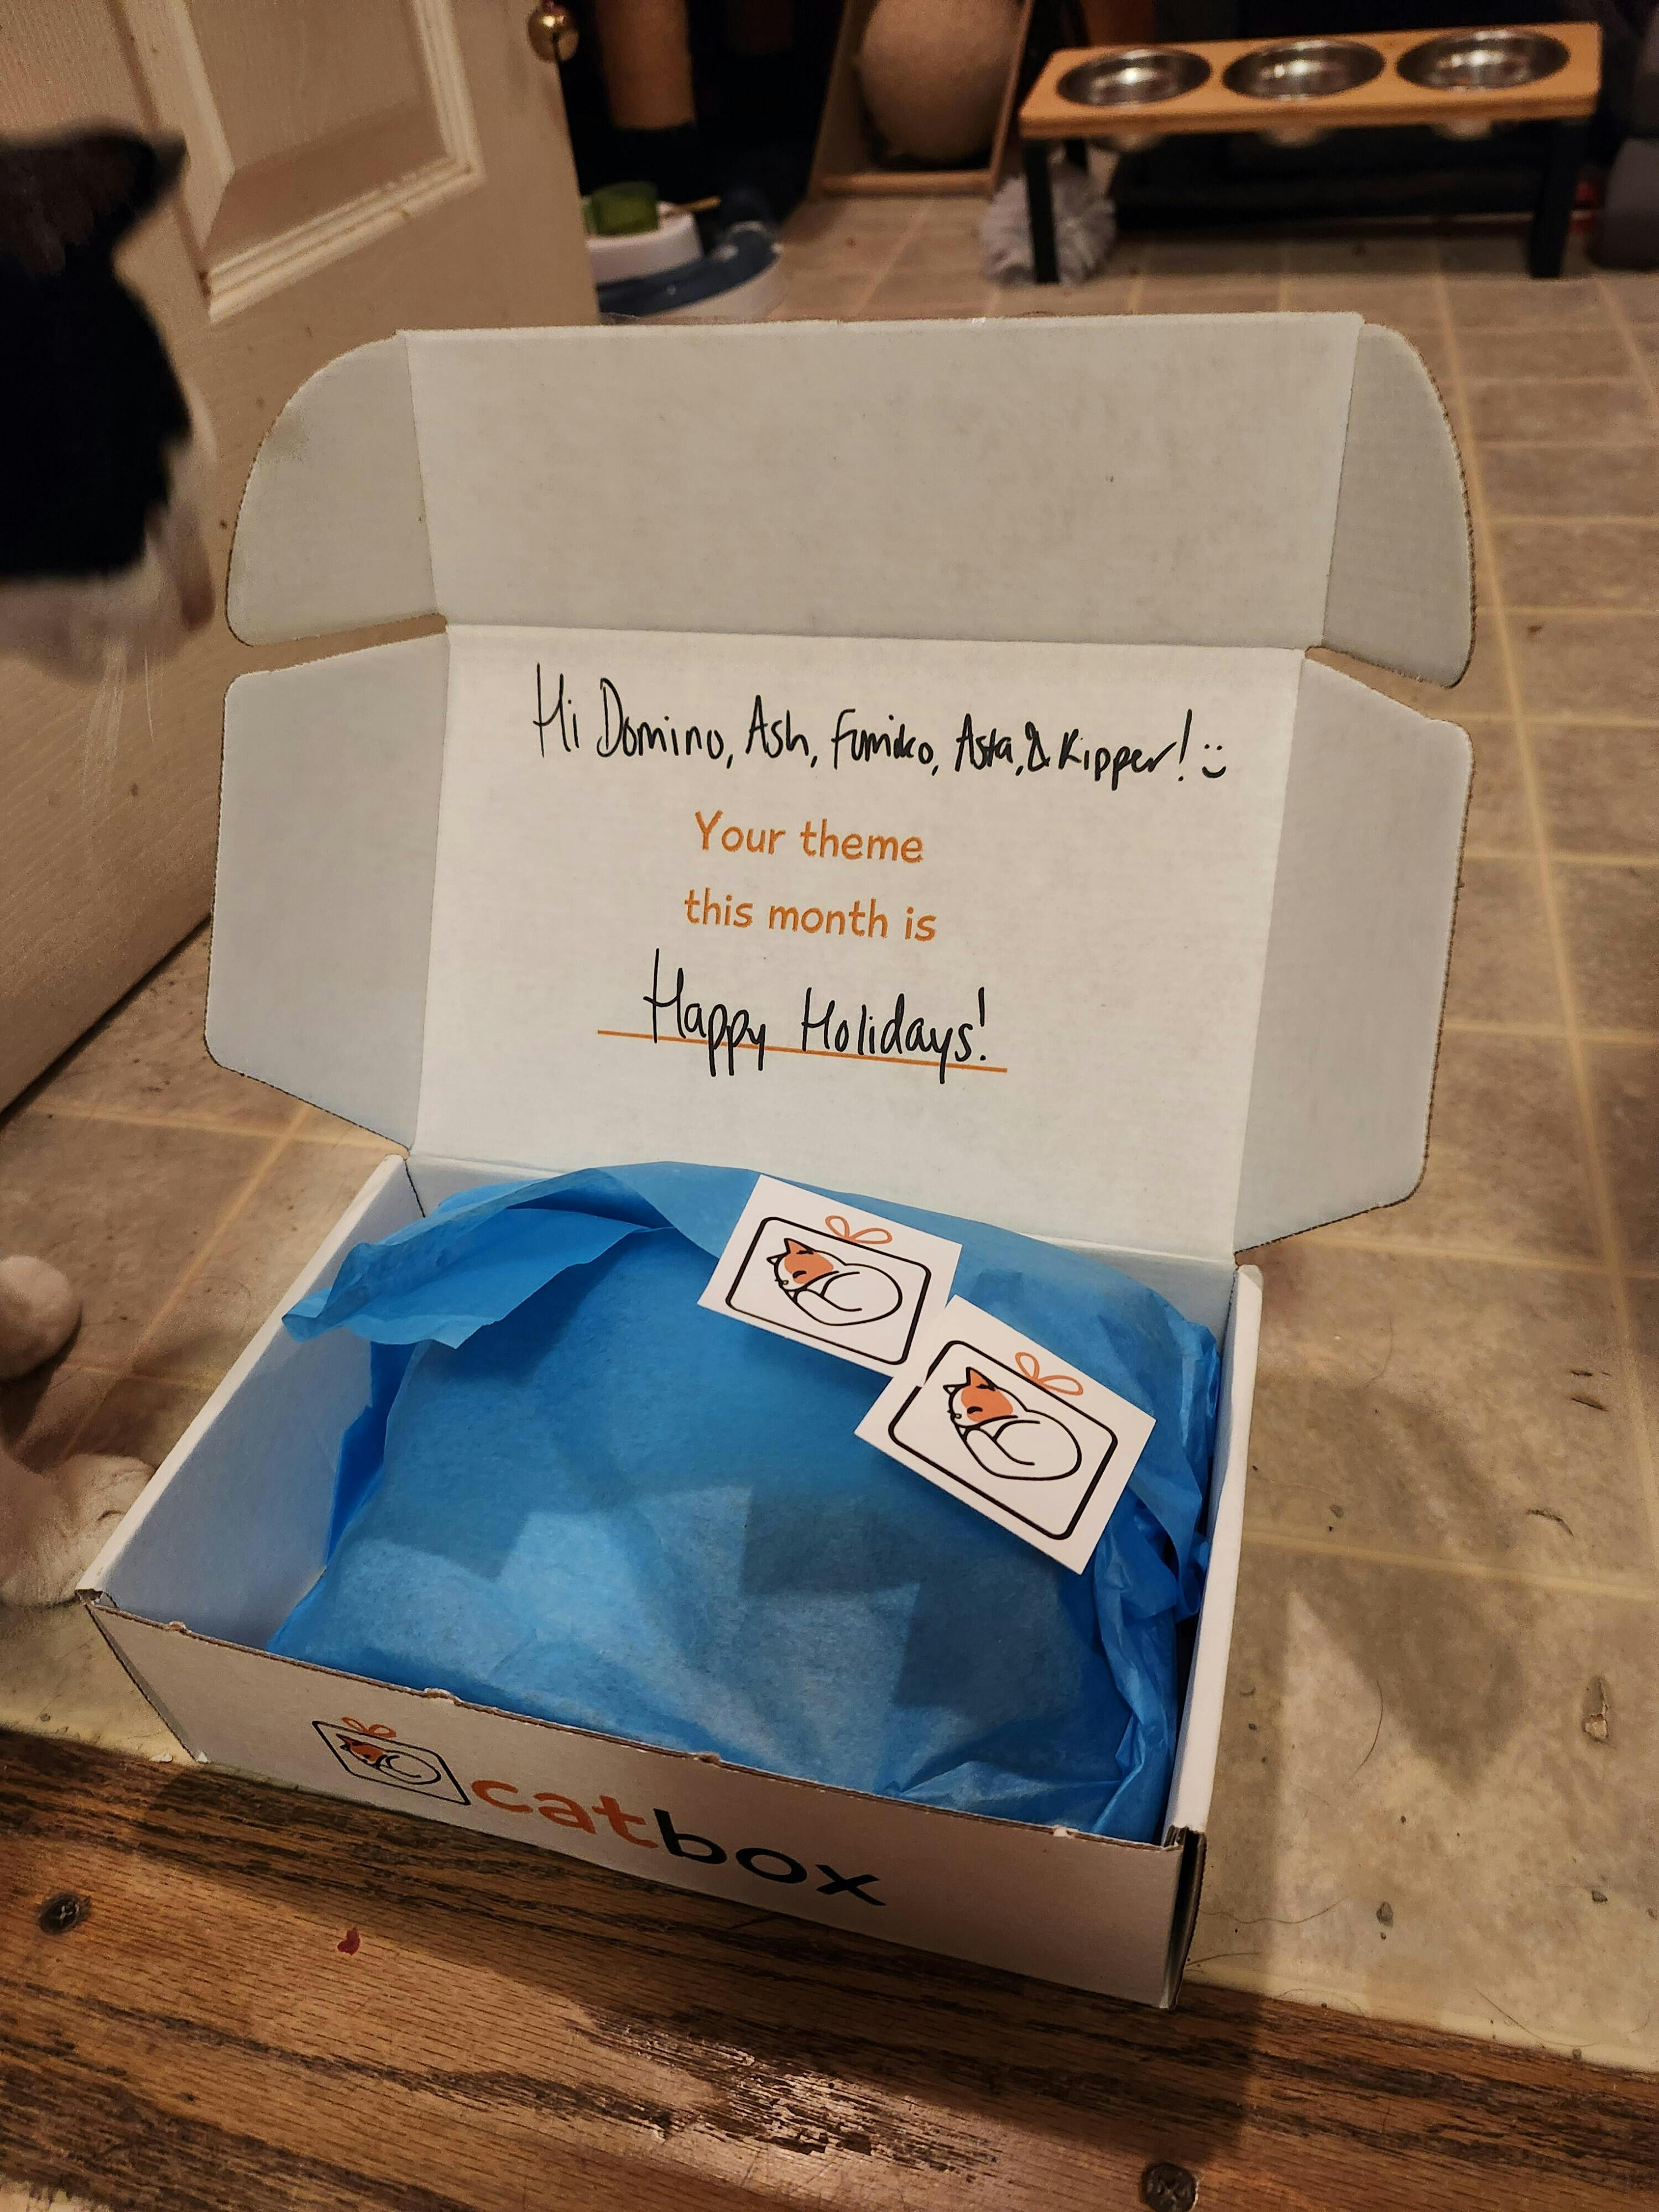 Hi Domino, Ash, Fumiko, Asta, & Kipper! :)
Your theme
this month is
Happy Holidays!
catbox